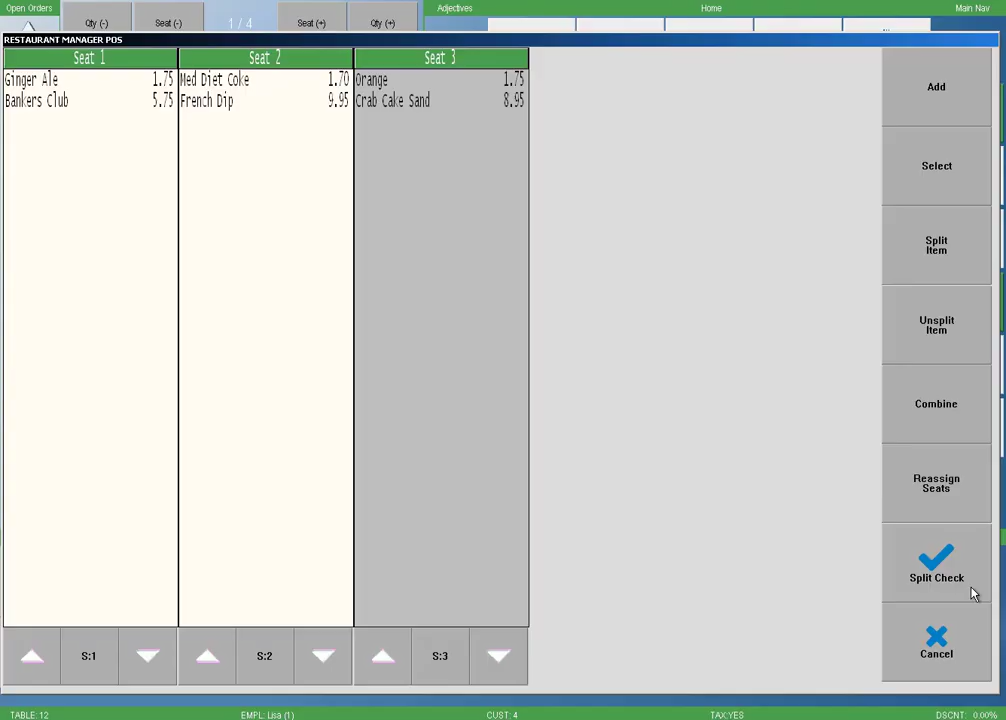 Open Orders
Qty (-)
Seat (-)
1 / 4
Seat (+)
Qty (+)
Adjectives
Home
Main Nav
...
RESTAURANT MANAGER POS
Seat 1
Seat 2
Seat 3
Ginger Ale 1.75
Bankers Club 5.75
Med Diet Coke 1.70
French Dip 9.95
Orange 1.75
Crab Cake Sand 8.95
Add
Select
Split
Item
Unsplit
Item
Combine
Reassign
Seats
Split Check
Cancel
S:1
S:2
S:3
TABLE: 12
EMPL: Lisa (1)
CUST: 4
TAX:YES
DSCNT: 0.00%